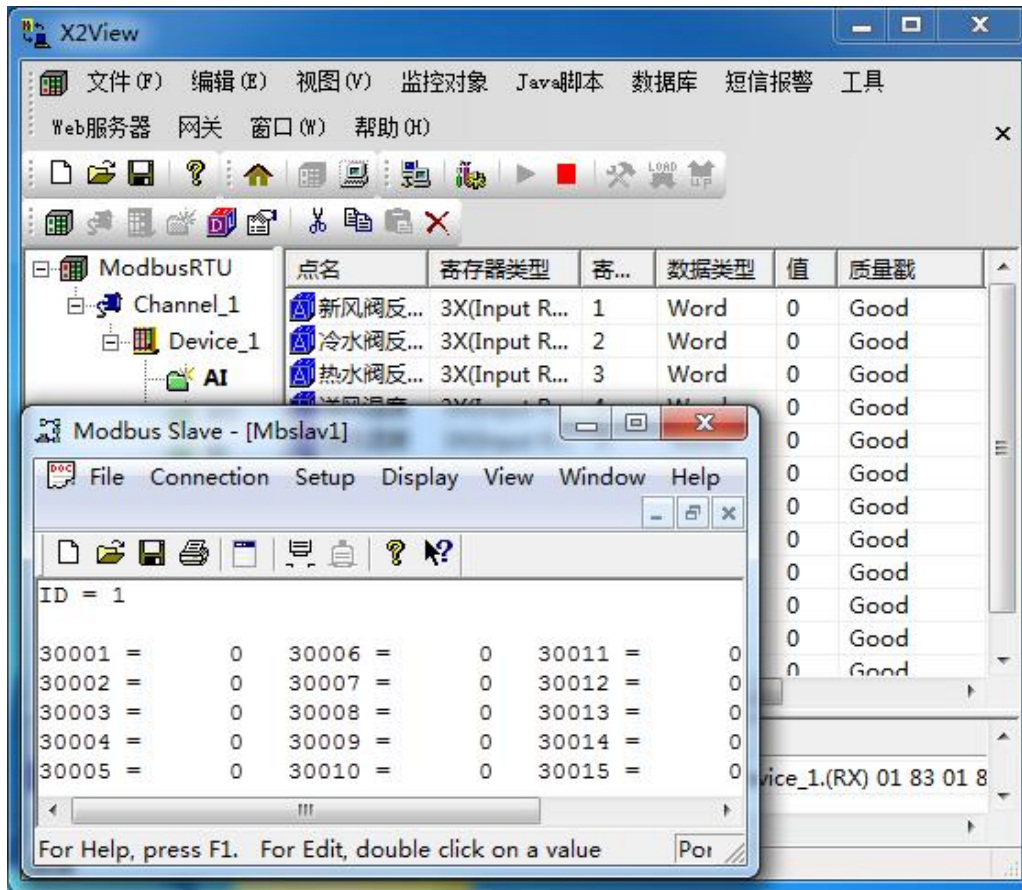 X2View
文件(F) 编辑(E) 视图(V) 监控对象 Java脚本 数据库 短信报警 工具
Web服务器 网关 窗口(W) 帮助(H)
LOAD
UP
ModbusRTU
Channel_1
Device_1
AI
点名 寄存器类型 寄... 数据类型 值 质量戳
新风阀反... 3X(Input R... 1 Word 0 Good
冷水阀反... 3X(Input R... 2 Word 0 Good
热水阀反... 3X(Input R... 3 Word 0 Good
0 Good
0 Good
0 Good
0 Good
0 Good
0 Good
0 Good
0 Good
0 Good
vice_1.(RX) 01 83 01 8
Modbus Slave - [Mbslav1]
DOC File Connection Setup Display View Window Help
ID = 1
30001 = 0 30006 = 0 30011 = 0
30002 = 0 30007 = 0 30012 = 0
30003 = 0 30008 = 0 30013 = 0
30004 = 0 30009 = 0 30014 = 0
30005 = 0 30010 = 0 30015 = 0
For Help, press F1. For Edit, double click on a value Por